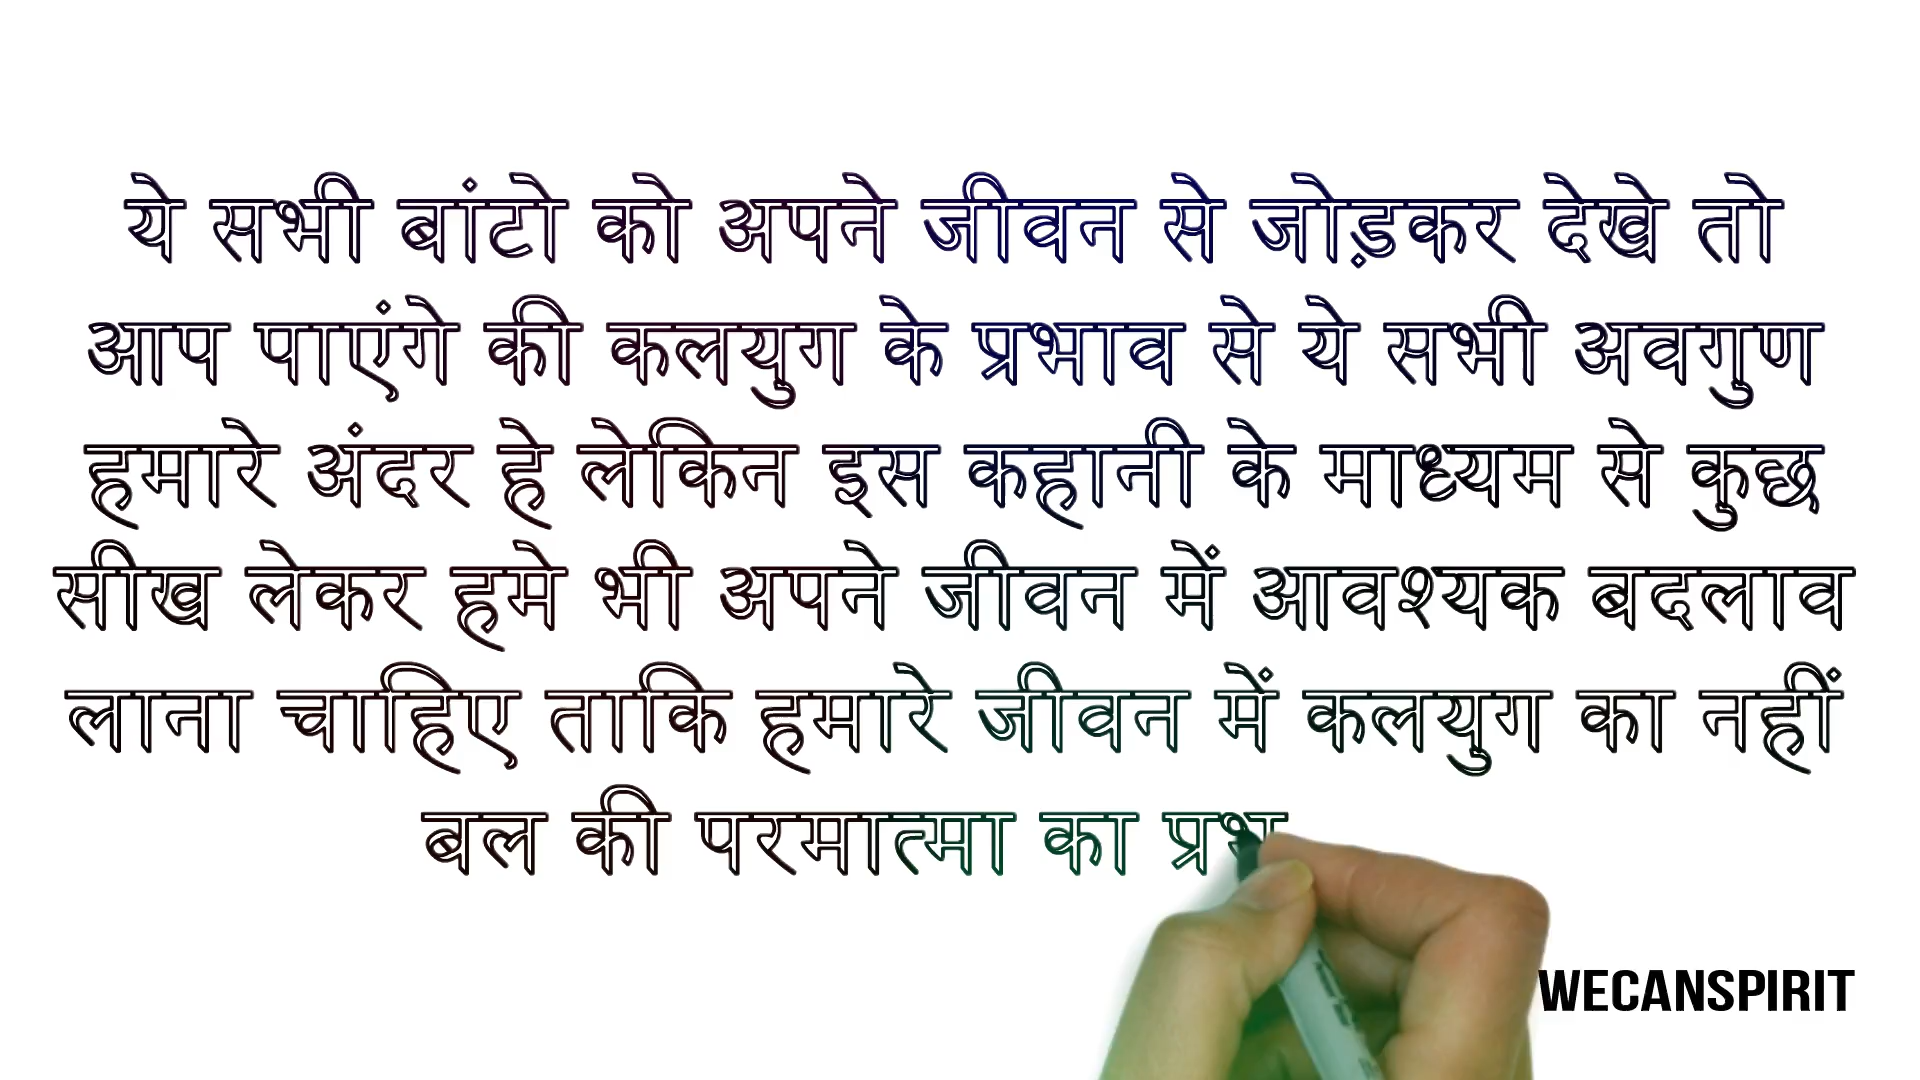 ये सभी बांटो को अपने जीवन से जोड़कर देखे तो
आप पाएंगे की कलयुग के प्रभाव से ये सभी अवगुण
हमारे अंदर हे लेकिन इस कहानी के माध्यम से कुछ
सीख लेकर हमे भी अपने जीवन में आवश्यक बदलाव
लाना चाहिए ताकि हमारे जीवन में कलयुग का नहीं
बल की परमात्मा का
WECANSPIRIT